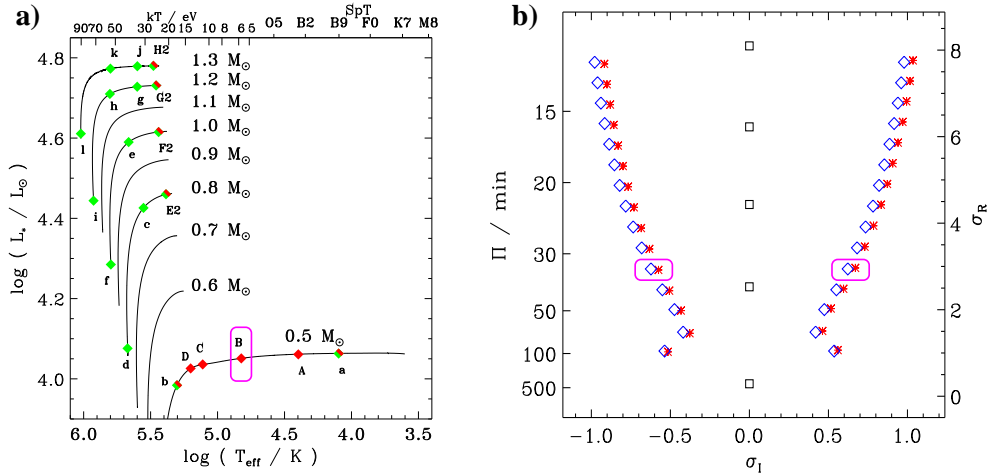 a)
kT / eV
SpT
9070 50 30 20 15 10 8 6 5 O5 B2 B9 F0 K7 M8
4.8
4.6
4.4
4.2
4.0
log ( L* / L⊙ )
k j H2 1.3 M⊙
1.2 M⊙
h g G2 1.1 M⊙
l 1.0 M⊙
e F2
0.9 M⊙
i c E2 0.8 M⊙
0.7 M⊙
f
0.6 M⊙
d
0.5 M⊙
b D C B A a
6.0 5.5 5.0 4.5 4.0 3.5
log ( Teff / K )
b)
Π / min
15
20
30
50
100
500
σR
8
6
4
2
0
−1.0 −0.5 0.0 0.5 1.0
σI